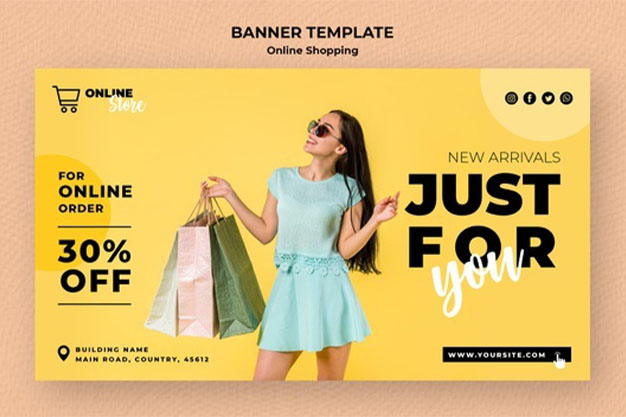 BANNER TEMPLATE
Online Shopping
ONLINE
Store
FOR
ONLINE
ORDER
30%
OFF
NEW ARRIVALS
JUST
FOR
you
BUILDING NAME
MAIN ROAD, COUNTRY, 45612
WWW.YOURSITE.COM